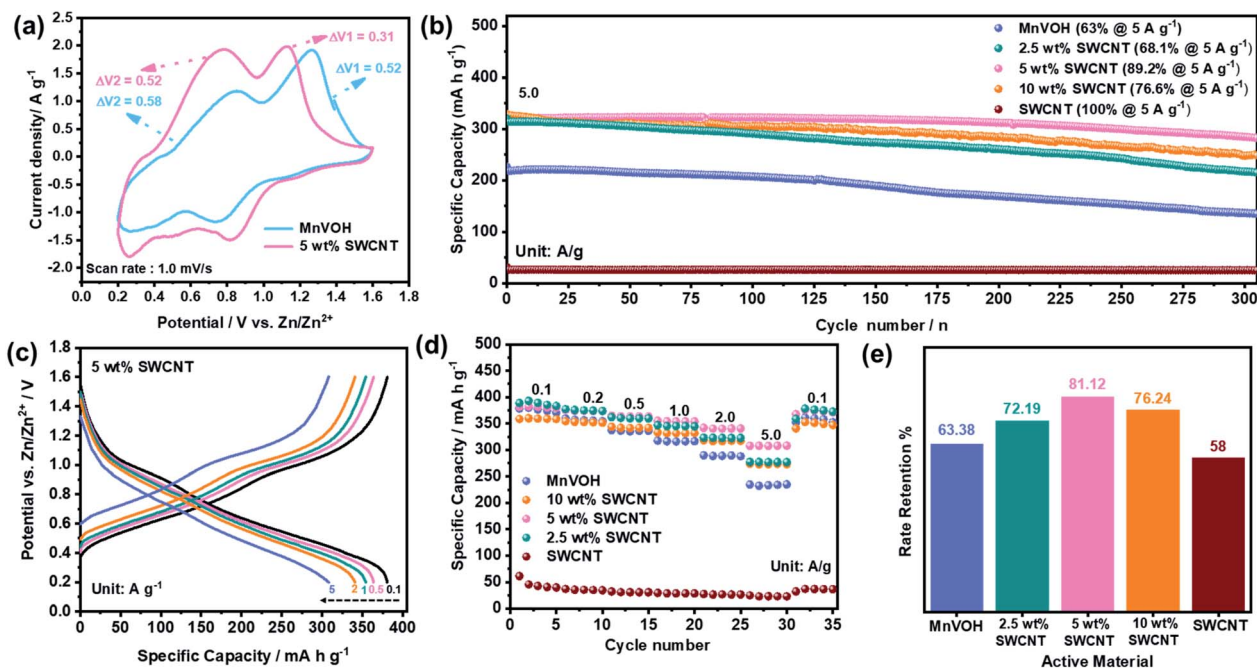 (a)
2.5
2.0
1.5
1.0
0.5
0.0
-0.5
-1.0
-1.5
-2.0
Current density/ A g-1
ΔV1 = 0.31
ΔV2 = 0.52
ΔV1 = 0.52
ΔV2 = 0.58
MnVOH
5 wt% SWCNT
Scan rate : 1.0 mV/s
0.0 0.2 0.4 0.6 0.8 1.0 1.2 1.4 1.6 1.8
Potential / V vs. Zn/Zn2+
(b)
500
400
300
200
100
0
Specific Capacity (mA h g-1)
MnVOH (63% @ 5 A g-1)
2.5 wt% SWCNT (68.1% @ 5 A g-1)
5 wt% SWCNT (89.2% @ 5 A g-1)
10 wt% SWCNT (76.6% @ 5 A g-1)
SWCNT (100% @ 5 A g-1)
5.0
Unit: A/g
0 25 50 75 100 125 150 175 200 225 250 275 300
Cycle number / n
(c)
1.8
1.6
1.4
1.2
1.0
0.8
0.6
0.4
0.2
0.0
Potential vs. Zn/Zn2+ / V
5 wt% SWCNT
Unit: A g-1
5 2 1 0.5 0.1
0 50 100 150 200 250 300 350 400
Specific Capacity / mA h g-1
(d)
500
450
400
350
300
250
200
150
100
50
0
Specific Capacity / mA h g-1
0.1 0.2 0.5 1.0 2.0 5.0 0.1
MnVOH
10 wt% SWCNT
5 wt% SWCNT
2.5 wt% SWCNT
SWCNT
Unit: A/g
0 5 10 15 20 25 30 35
Cycle number
(e)
Rate Retention %
63.38
72.19
81.12
76.24
58
MnVOH 2.5 wt% 5 wt% 10 wt% SWCNT
SWCNT SWCNT SWCNT
Active Material